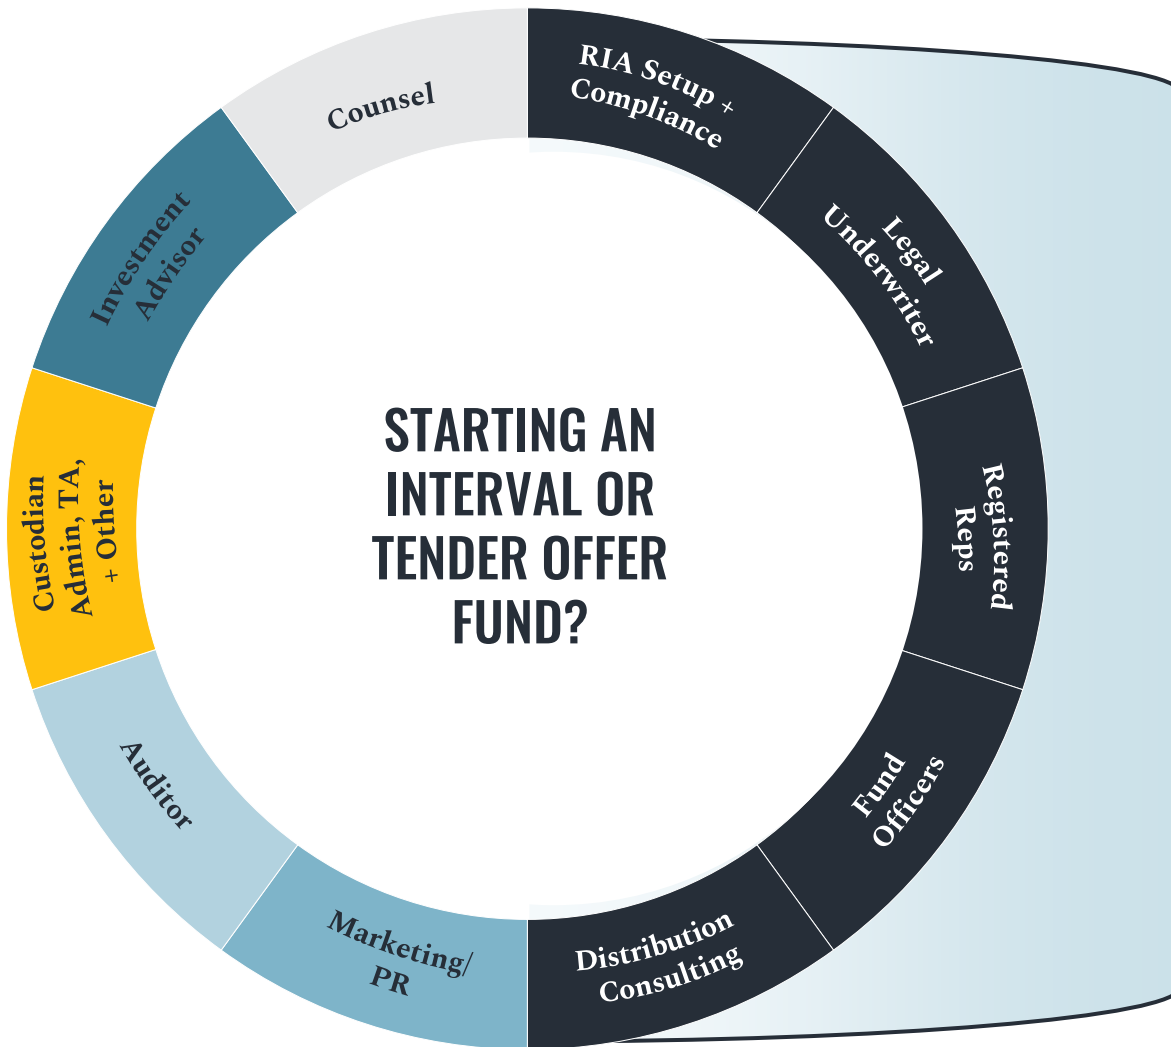 RIA Setup +
Compliance
Legal
Underwriter
Registered
Reps
Fund
Officers
Distribution
Consulting
Marketing/
PR
Auditor
Custodian
Admin, TA,
+ Other
Investment
Advisor
Counsel
STARTING AN
INTERVAL OR
TENDER OFFER
FUND?